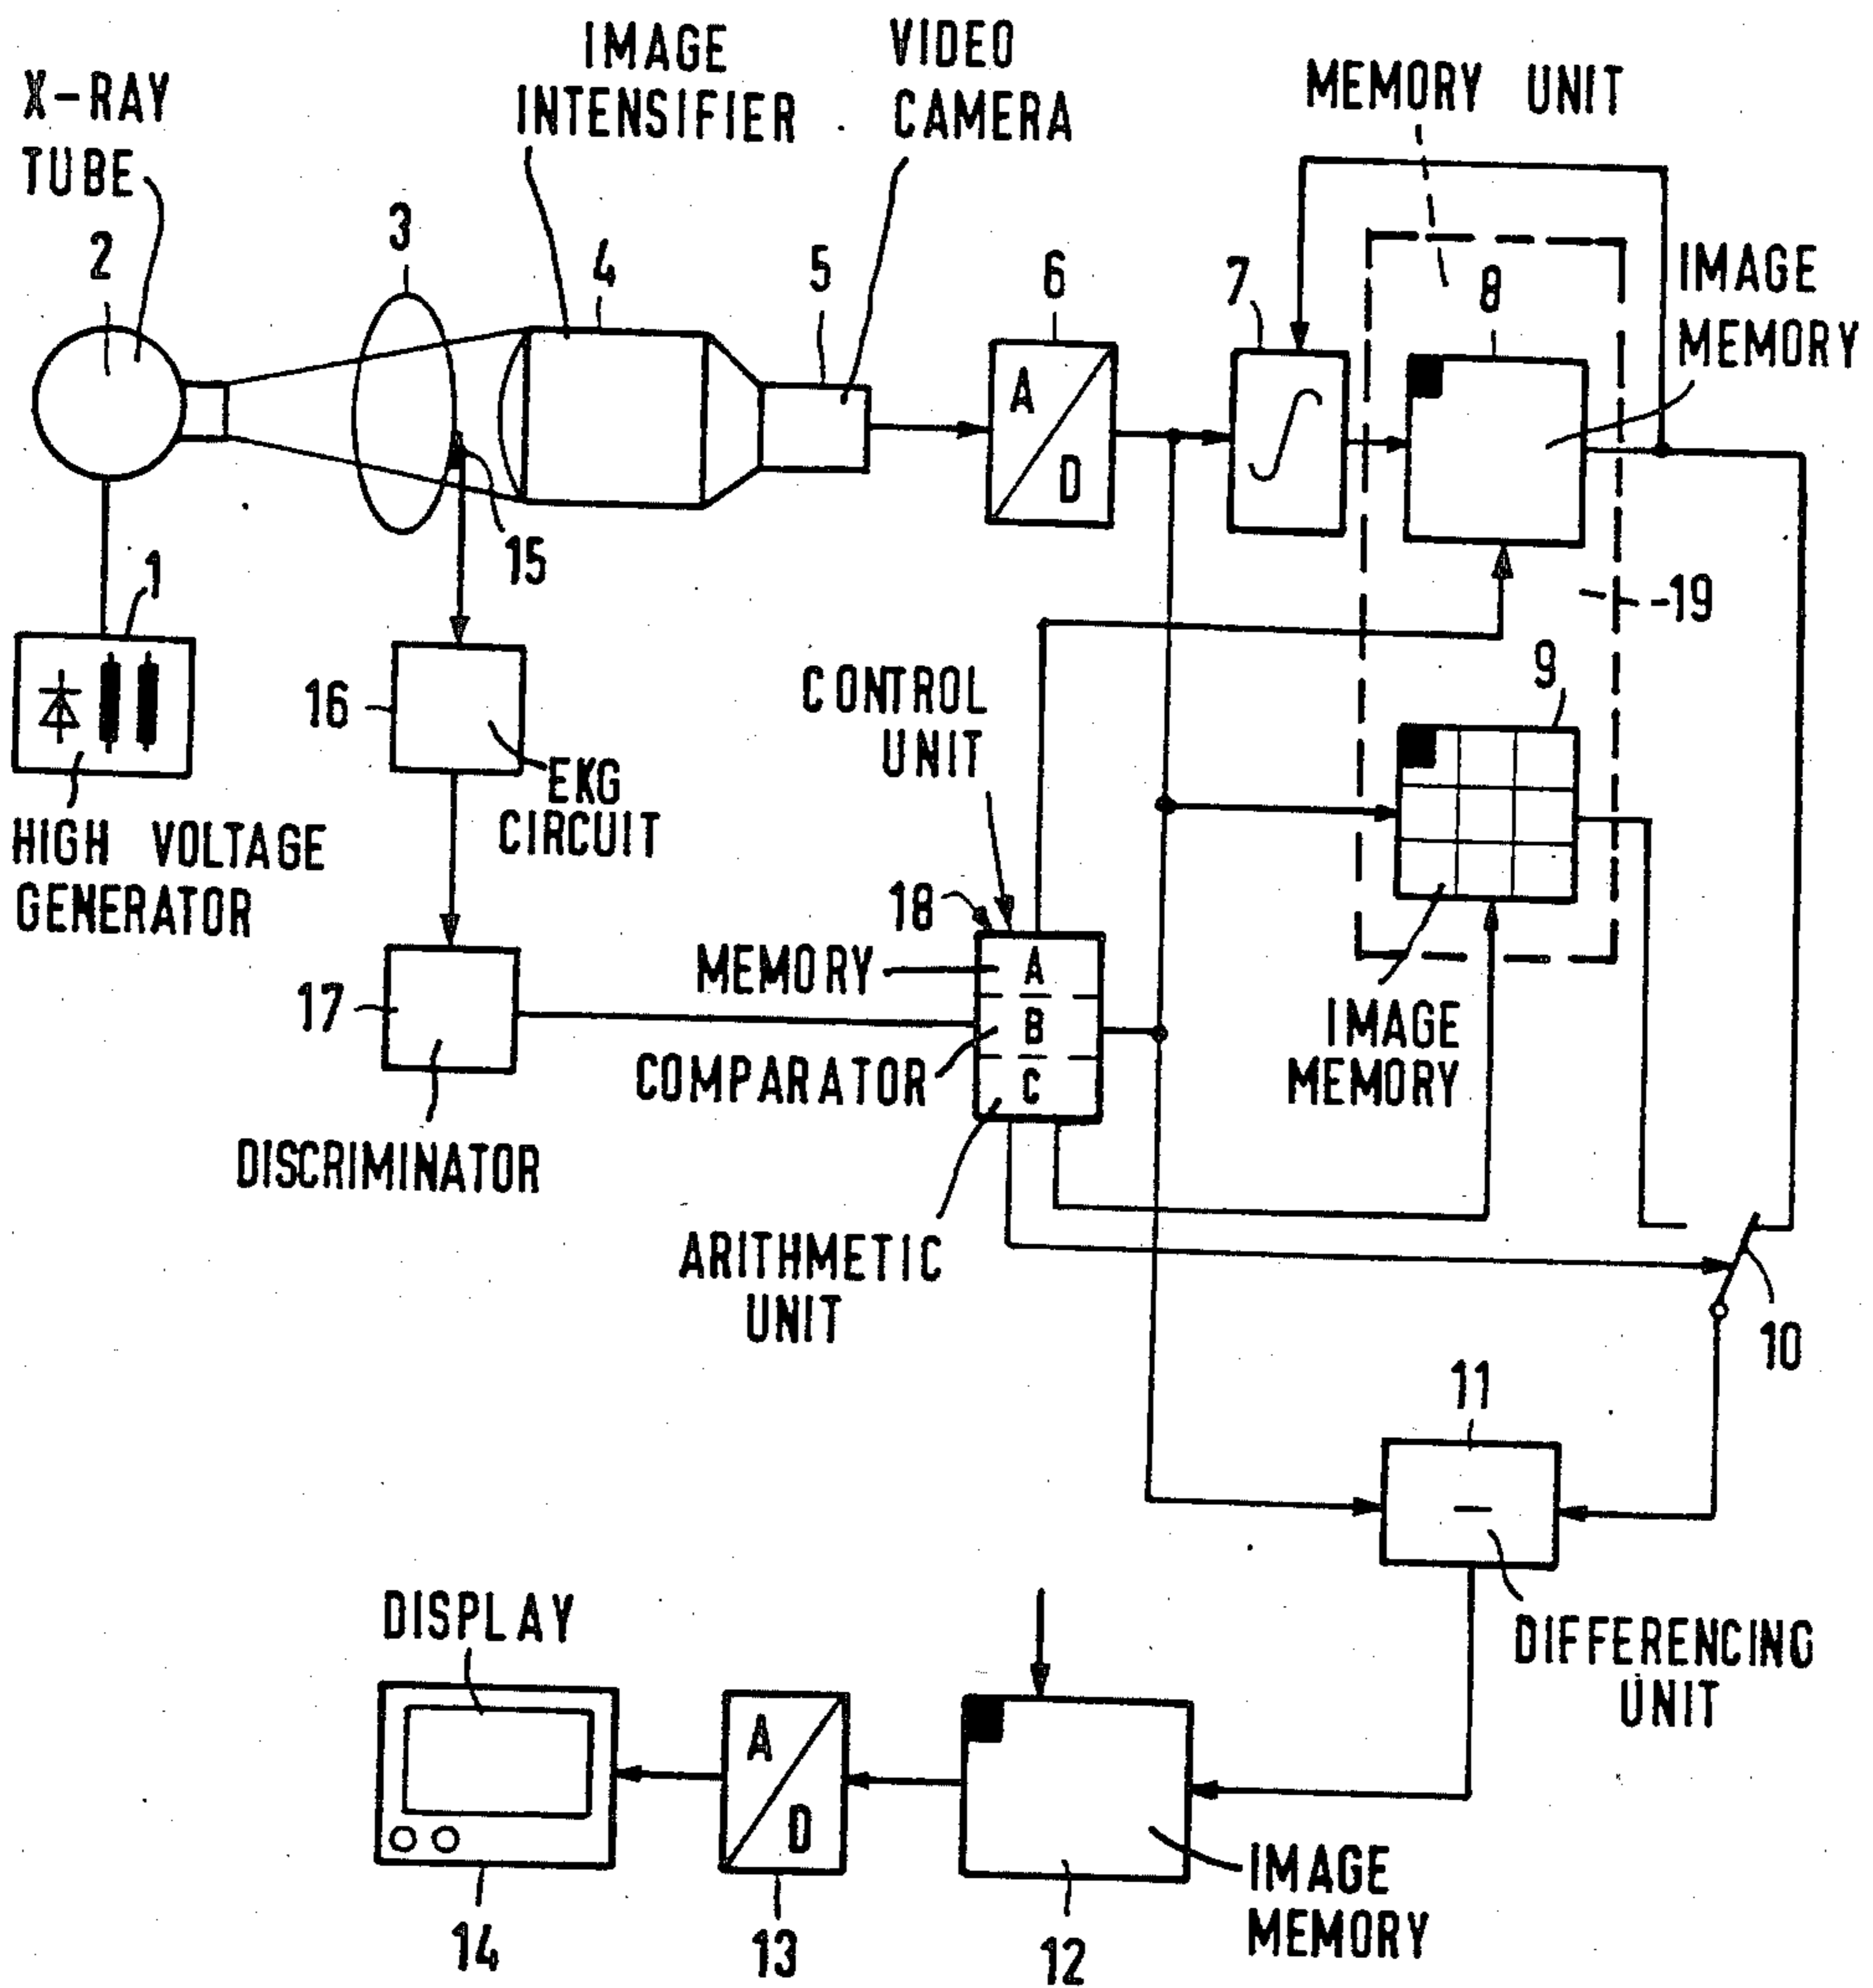 IMAGE
INTENSIFIER
VIDEO
CAMERA
X-RAY
TUBE
MEMORY UNIT
2
3
4
5
6
7
8
IMAGE
MEMORY
A
D
15
1
19
16
EKG
CIRCUIT
CONTROL
UNIT
9
HIGH VOLTAGE
GENERATOR
18
17
MEMORY
A
B
C
COMPARATOR
IMAGE
MEMORY
DISCRIMINATOR
ARITHMETIC
UNIT
10
11
DIFFERENCING
UNIT
DISPLAY
A
D
IMAGE
MEMORY
14
13
12